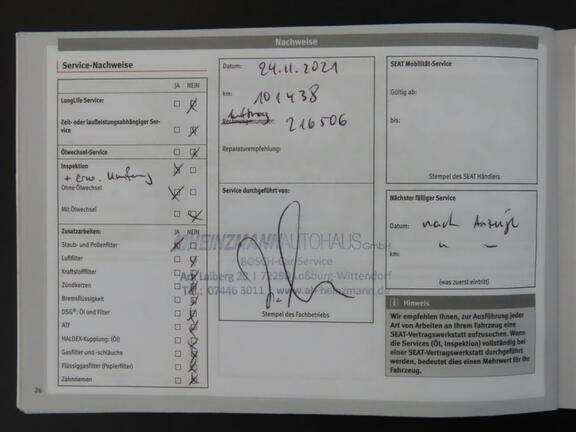 Nachweise
Service-Nachweise
JA NEIN
LongLife Service:
Zeit- oder laufleistungsabhängiger Ser-
vice
Ölwechsel-Service
Inspektion
+ erw. Umfang
Ohne Ölwechsel
Mit Ölwechsel
Zusatzarbeiten: JA NEIN
Staub- und Pollenfilter
Luftfilter
Kraftstofffilter
Zündkerzen
Bremsflüssigkeit
DSG®: Öl und Filter
ATF
HALDEX-Kupplung: (Öl)
Gasfilter und -schläuche
Flüssiggasfilter (Papierfilter)
Zahnriemen
26
Datum: 24.11.2021
km: 101438
Auftrag 216506
Reparaturempfehlung:
Service durchgeführt von:
HEINZMANN AUTOHAUS GmbH
BOSCH-Car-Service
Laiberg 20 I 72290 Loßburg-Wittendorf
Tel.: 07446 3011 www.ah-heinzmann.de
Stempel des Fachbetriebs
SEAT Mobilität-Service
Gültig ab:
bis:
Stempel des SEAT Händlers
Nächster fälliger Service
Datum: nach Anzeige
km: " –
(was zuerst eintritt)
i Hinweis
Wir empfehlen Ihnen, zur Ausführung jeder
Art von Arbeiten an Ihrem Fahrzeug eine
SEAT-Vertragswerkstatt aufzusuchen. Wenn
die Services (Öl, Inspektion) vollständig bei
einer SEAT-Vertragswerkstatt durchgeführt
werden, bedeutet dies einen Mehrwert für Ihr
Fahrzeug.